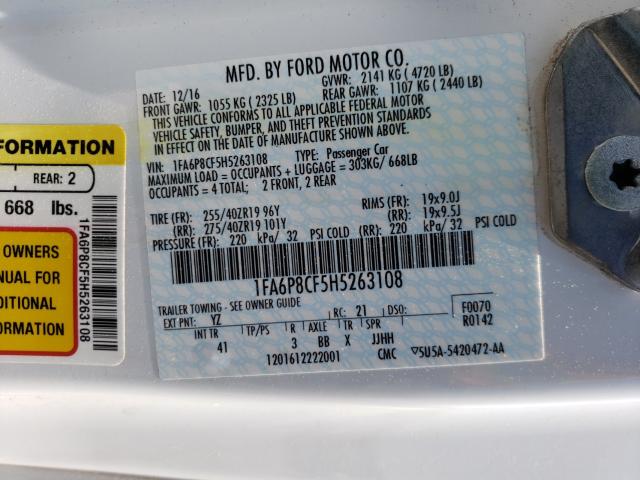 MFD. BY FORD MOTOR CO.
DATE: 12/16 GVWR: 2141 KG ( 4720 LB)
FRONT GAWR: 1055 KG ( 2325 LB) REAR GAWR: 1107 KG ( 2440 LB)
THIS VEHICLE CONFORMS TO ALL APPLICABLE FEDERAL MOTOR
VEHICLE SAFETY, BUMPER, AND THEFT PREVENTION STANDARDS
IN EFFECT ON THE DATE OF MANUFACTURE SHOWN ABOVE.
VIN: 1FA6P8CF5H5263108 TYPE: Passenger Car
MAXIMUM LOAD = OCCUPANTS + LUGGAGE = 303KG/ 668LB
OCCUPANTS = 4 TOTAL; 2 FRONT, 2 REAR
TIRE (FR): 255/40ZR19 96Y RIMS (FR): 19x9.0J
(RR): 275/40ZR19 101Y (RR): 19x9.5J
PRESSURE (FR): 220 kPa/ 32 PSI COLD (RR): 220 kPa/ 32 PSI COLD
1FA6P8CF5H5263108
TRAILER TOWING - SEE OWNER GUIDE
EXT PNT: YZ RC: 21 DSO: F0070
R0142
INT TR TP/PS R AXLE TR SPR
41 3 BB X JJHH
1201612222001 CMC ▽5U5A-5420472-AA
FORMATION
REAR: 2
668 lbs.
OWNERS
NUAL FOR
DITIONAL
ORMATION
1FA6P8CF5H5263108